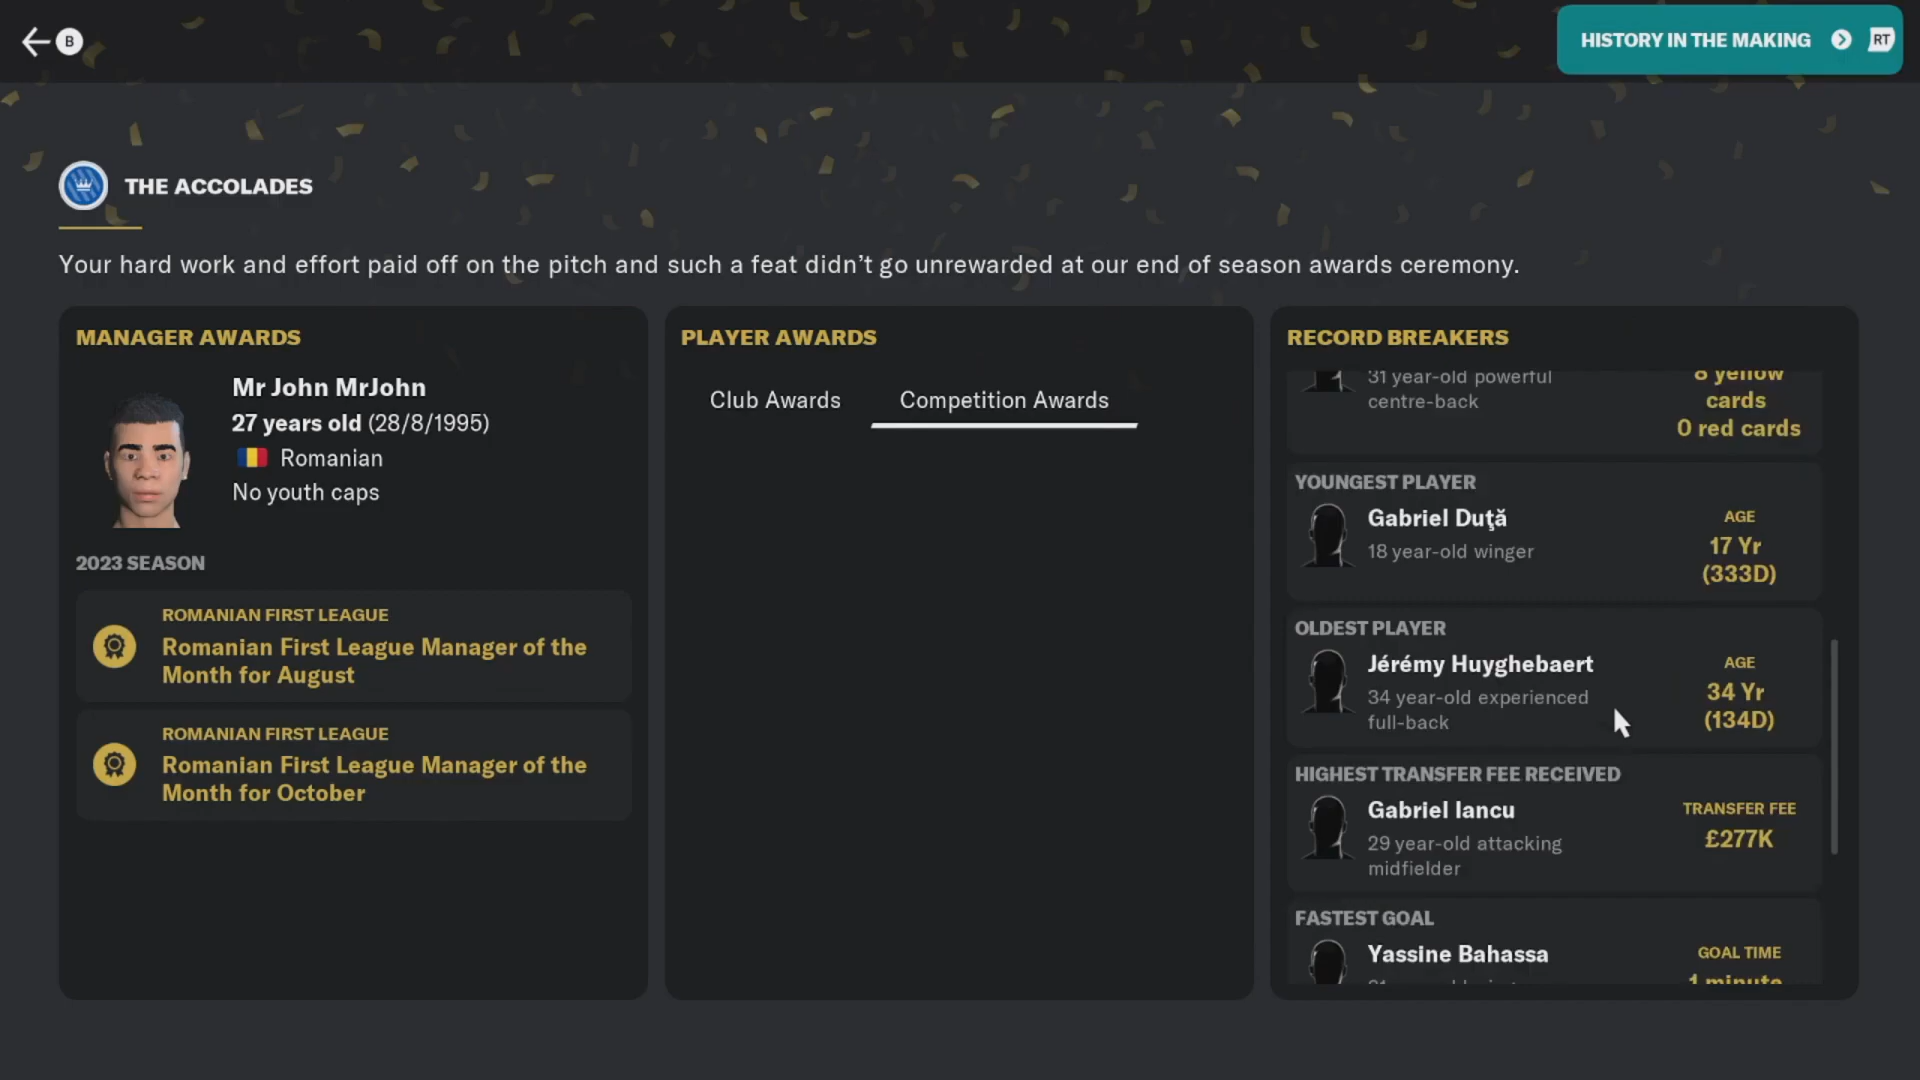 B
HISTORY IN THE MAKING
RT
THE ACCOLADES
Your hard work and effort paid off on the pitch and such a feat didn't go unrewarded at our end of season awards ceremony.
MANAGER AWARDS
Mr John MrJohn
27 years old (28/8/1995)
Romanian
No youth caps
2023 SEASON
ROMANIAN FIRST LEAGUE
Romanian First League Manager of the
Month for August
ROMANIAN FIRST LEAGUE
Romanian First League Manager of the
Month for October
PLAYER AWARDS
Club Awards
Competition Awards
RECORD BREAKERS
31 year-old powerful
centre-back
8 yellow
cards
0 red cards
YOUNGEST PLAYER
Gabriel Duţă
18 year-old winger
AGE
17 Yr
(333D)
OLDEST PLAYER
Jérémy Huyghebaert
34 year-old experienced
full-back
AGE
34 Yr
(134D)
HIGHEST TRANSFER FEE RECEIVED
Gabriel Iancu
29 year-old attacking
midfielder
TRANSFER FEE
£277K
FASTEST GOAL
Yassine Bahassa
GOAL TIME
1 minute